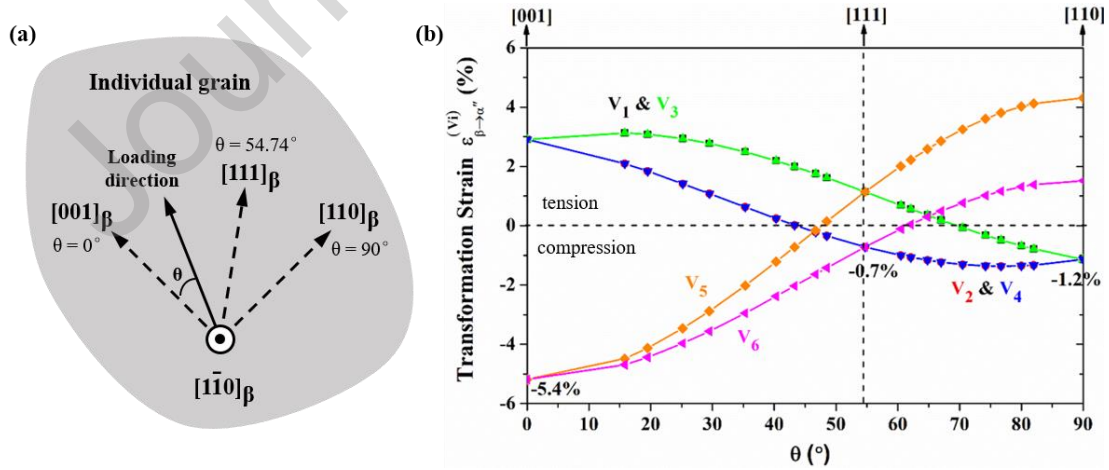 (a)
Journ
Individual grain
Loading
direction
θ = 54.74°
[111]β
[001]β
θ = 0°
[110]β
θ = 90°
θ
[11̄0]β
(b)
[001]
[111]
[110]
Transformation Strain ε^(Vi)_β→α″ (%)
6
4
2
0
-2
-4
-6
V₁ & V₃
tension
compression
V₅
V₆
-0.7%
V₂ & V₄
-1.2%
-5.4%
0 10 20 30 40 50 60 70 80 90
θ (°)